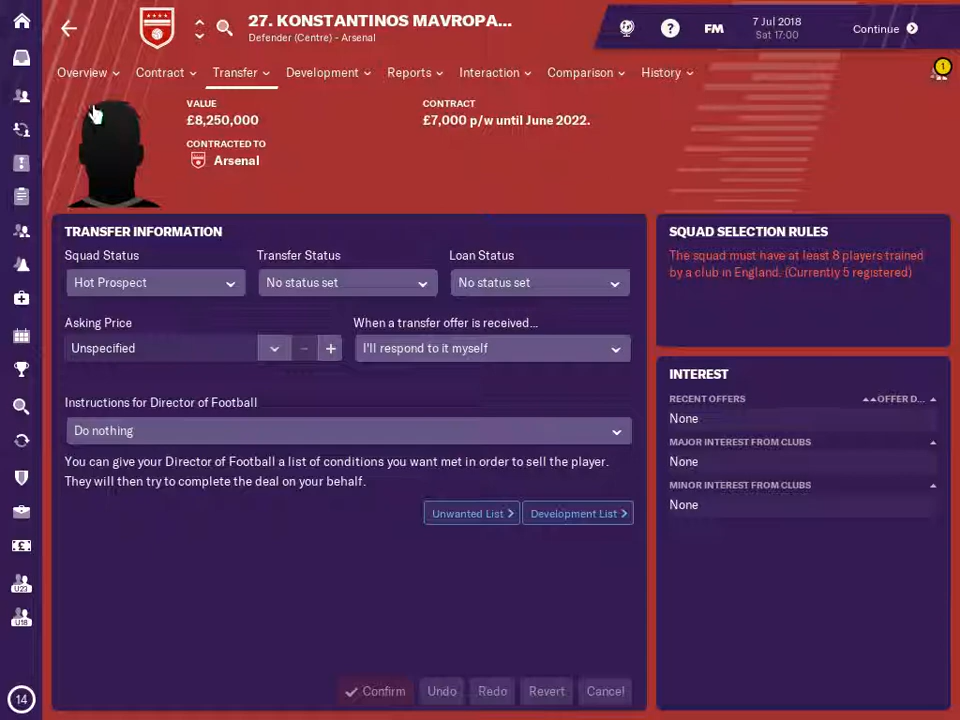 27. KONSTANTINOS MAVROPA...
Defender (Centre) - Arsenal
FM
7 Jul 2018
Sat 17:00
Continue
Overview
Contract
Transfer
Development
Reports
Interaction
Comparison
History
1
VALUE
£8,250,000
CONTRACT
£7,000 p/w until June 2022.
CONTRACTED TO
Arsenal
TRANSFER INFORMATION
Squad Status
Transfer Status
Loan Status
Hot Prospect
No status set
No status set
Asking Price
When a transfer offer is received...
Unspecified
I'll respond to it myself
Instructions for Director of Football
Do nothing
You can give your Director of Football a list of conditions you want met in order to sell the player.
They will then try to complete the deal on your behalf.
Unwanted List
Development List
Confirm
Undo
Redo
Revert
Cancel
SQUAD SELECTION RULES
The squad must have at least 8 players trained
by a club in England. (Currently 5 registered)
INTEREST
RECENT OFFERS
OFFER D...
None
MAJOR INTEREST FROM CLUBS
None
MINOR INTEREST FROM CLUBS
None
U23
U18
14